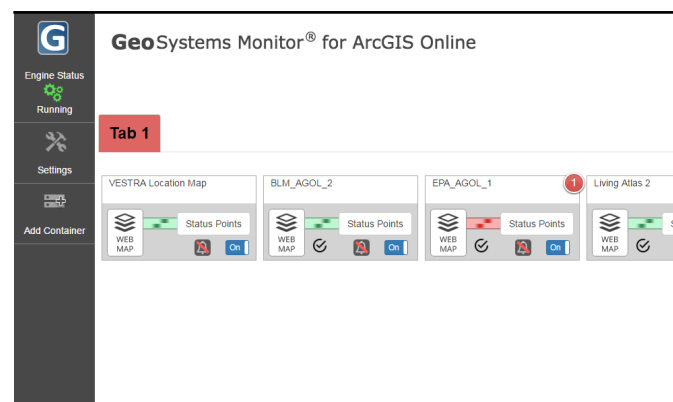 G
GeoSystems Monitor® for ArcGIS Online
Engine Status
Running
Settings
Add Container
Tab 1
VESTRA Location Map
Status Points
WEB
MAP
On
BLM_AGOL_2
Status Points
WEB
MAP
On
EPA_AGOL_1
1
Status Points
WEB
MAP
On
Living Atlas 2
WEB
MAP